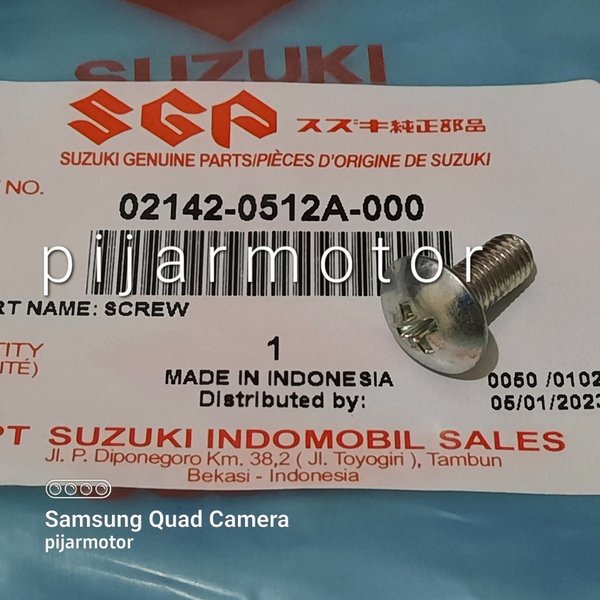 SUZUKI
SGP スズキ純正部品
SUZUKI GENUINE PARTS/PIÈCES D'ORIGINE DE SUZUKI
NO.
02142-0512A-000
pijarmotor
RT NAME: SCREW
1
MADE IN INDONESIA
0050 /0102
Distributed by:
05/01/2023
PT SUZUKI INDOMOBIL SALES
Jl. P. Diponegoro Km. 38,2 ( Jl. Toyogiri ), Tambun
Bekasi - Indonesia
Samsung Quad Camera
pijarmotor